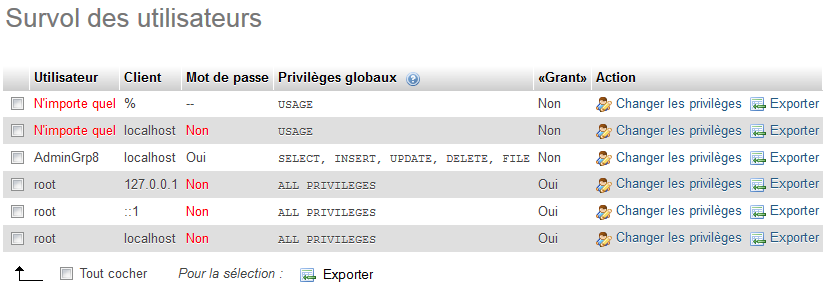 Survol des utilisateurs
Utilisateur Client Mot de passe Privilèges globaux «Grant» Action
N'importe quel % -- USAGE Non Changer les privilèges Exporter
N'importe quel localhost Non USAGE Non Changer les privilèges Exporter
AdminGrp8 localhost Oui SELECT, INSERT, UPDATE, DELETE, FILE Non Changer les privilèges Exporter
root 127.0.0.1 Non ALL PRIVILEGES Oui Changer les privilèges Exporter
root ::1 Non ALL PRIVILEGES Oui Changer les privilèges Exporter
root localhost Non ALL PRIVILEGES Oui Changer les privilèges Exporter
Tout cocher Pour la sélection : Exporter